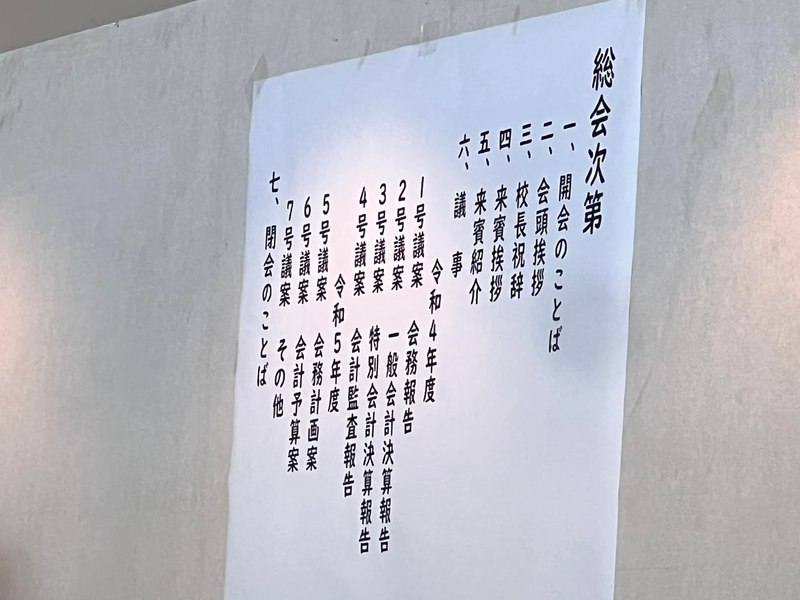 総会次第
一、開会のことば
二、会頭挨拶
三、校長祝辞
四、来賓挨拶
五、来賓紹介
六、議 事
令和4年度
1号議案 会務報告
2号議案 一般会計決算報告
3号議案 特別会計決算報告
4号議案 会計監査報告
令和5年度
5号議案 会務計画案
6号議案 会計予算案
7号議案 その他
七、閉会のことば